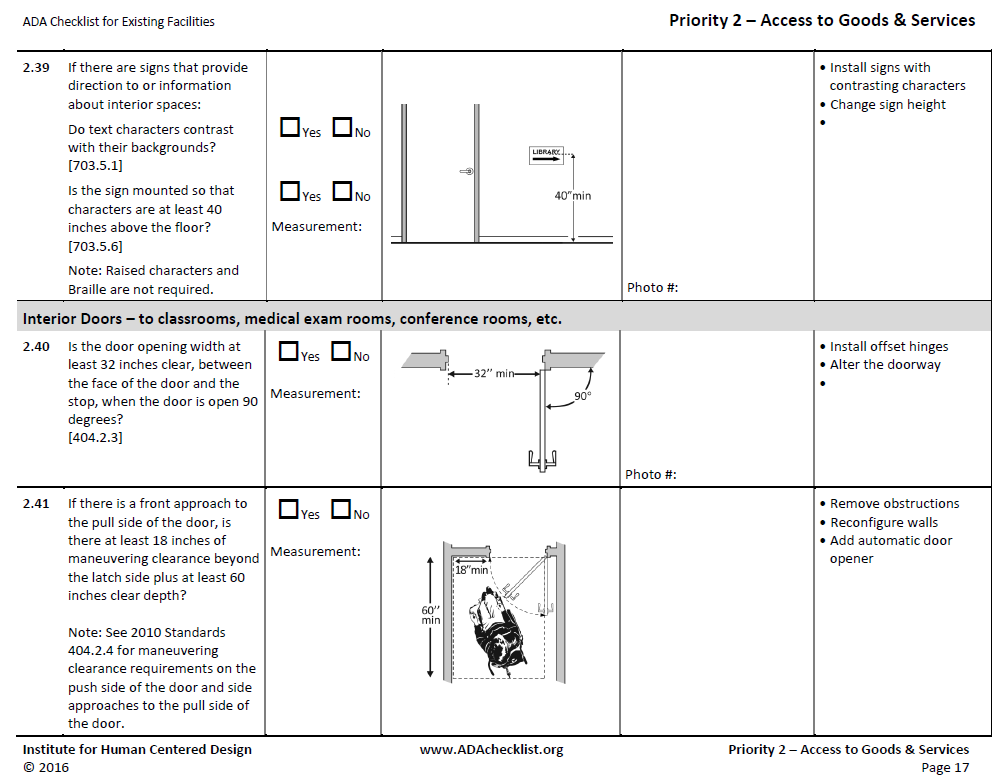 ADA Checklist for Existing Facilities
Priority 2 – Access to Goods & Services
2.39
If there are signs that provide
direction to or information
about interior spaces:
Do text characters contrast
with their backgrounds?
[703.5.1]
Is the sign mounted so that
characters are at least 40
inches above the floor?
[703.5.6]
Note: Raised characters and
Braille are not required.
Yes No
Yes No
Measurement:
LIBRARY
40"min
Photo #:
• Install signs with
contrasting characters
• Change sign height
•
Interior Doors – to classrooms, medical exam rooms, conference rooms, etc.
2.40
Is the door opening width at
least 32 inches clear, between
the face of the door and the
stop, when the door is open 90
degrees?
[404.2.3]
Yes No
Measurement:
32" min
90°
Photo #:
• Install offset hinges
• Alter the doorway
•
2.41
If there is a front approach to
the pull side of the door, is
there at least 18 inches of
maneuvering clearance beyond
the latch side plus at least 60
inches clear depth?
Note: See 2010 Standards
404.2.4 for maneuvering
clearance requirements on the
push side of the door and side
approaches to the pull side of
the door.
Yes No
Measurement:
18"min
60"
min
• Remove obstructions
• Reconfigure walls
• Add automatic door
opener
Institute for Human Centered Design
www.ADAchecklist.org
Priority 2 – Access to Goods & Services
© 2016
Page 17